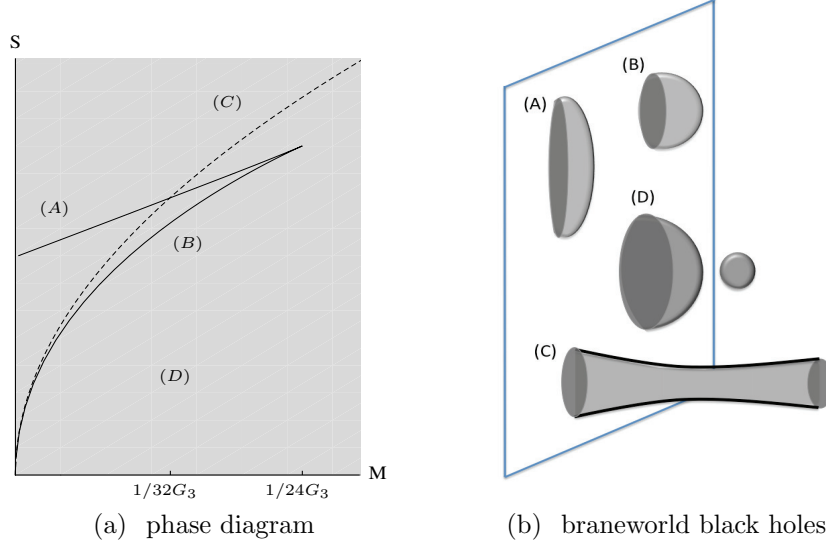 S
(C)
(A)
(B)
(D)
M
1/32G₃ 1/24G₃
(a) phase diagram
(B)
(A)
(D)
(C)
(b) braneworld black holes